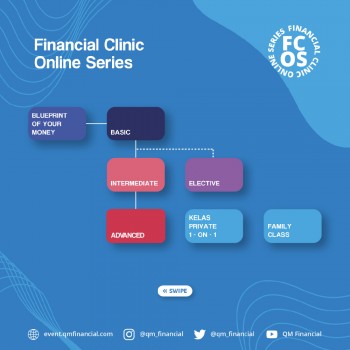 Financial Clinic
Online Series
FINANCIAL CLINIC ONLINE SERIES
FC
OS
BLUEPRINT
OF YOUR
MONEY
BASIC
INTERMEDIATE
ELECTIVE
ADVANCED
KELAS
PRIVATE
1 - ON - 1
FAMILY
CLASS
« SWIPE
event.qmfinancial.com
@qm_financial
@qm_financial
QM Financial